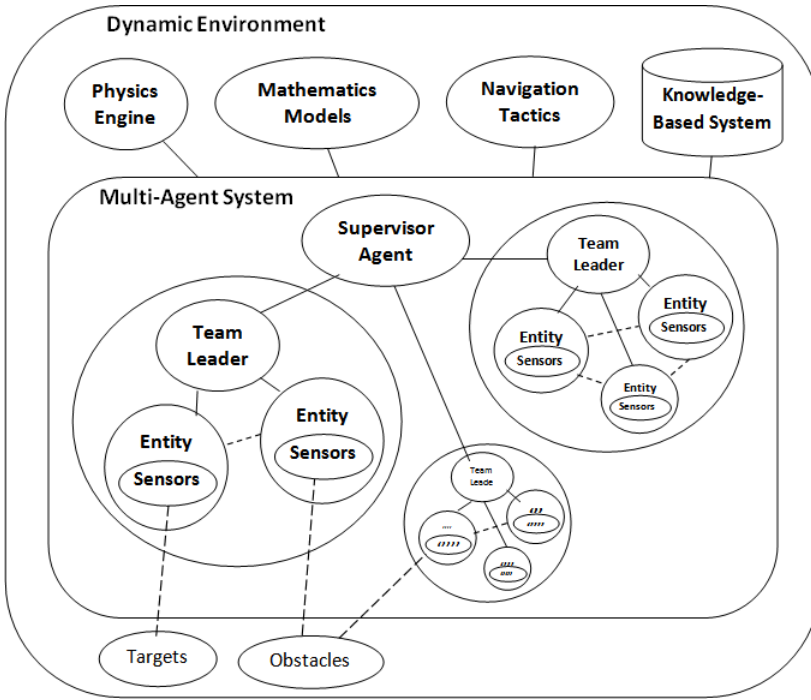 Dynamic Environment
Physics
Engine
Mathematics
Models
Navigation
Tactics
Knowledge-
Based System
Multi-Agent System
Supervisor
Agent
Team
Leader
Entity
Sensors
Entity
Sensors
Entity
Sensors
Team
Leader
Entity
Sensors
Entity
Sensors
Team
Leade
Targets
Obstacles